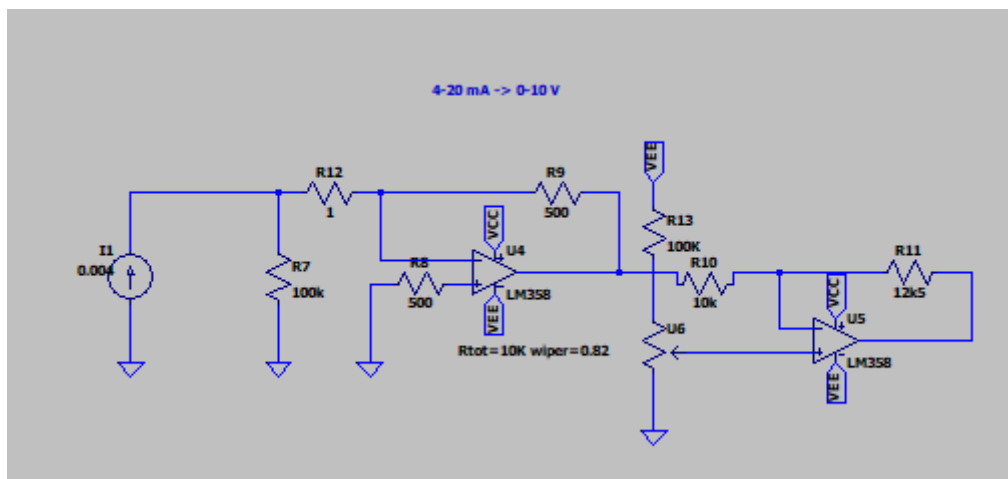 4-20 mA -> 0-10 V
R12
1
R9
500
VEE
R13
100K
I1
0.004
R7
100k
R8
500
VCC
U4
LM358
VEE
R10
10k
R11
12k5
VCC
U5
LM358
VEE
U6
Rtot=10K wiper=0.82